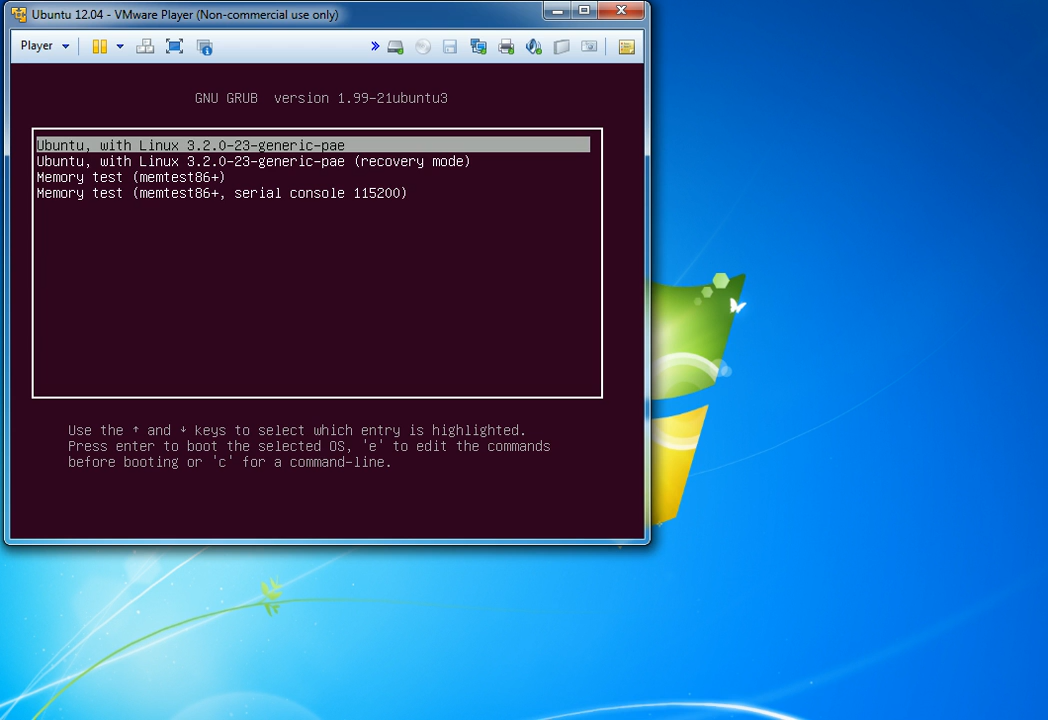 Ubuntu 12.04 - VMware Player (Non-commercial use only)
Player
GNU GRUB  version 1.99-21ubuntu3
Ubuntu, with Linux 3.2.0-23-generic-pae
Ubuntu, with Linux 3.2.0-23-generic-pae (recovery mode)
Memory test (memtest86+)
Memory test (memtest86+, serial console 115200)
Use the ↑ and ↓ keys to select which entry is highlighted.
Press enter to boot the selected OS, 'e' to edit the commands
before booting or 'c' for a command-line.